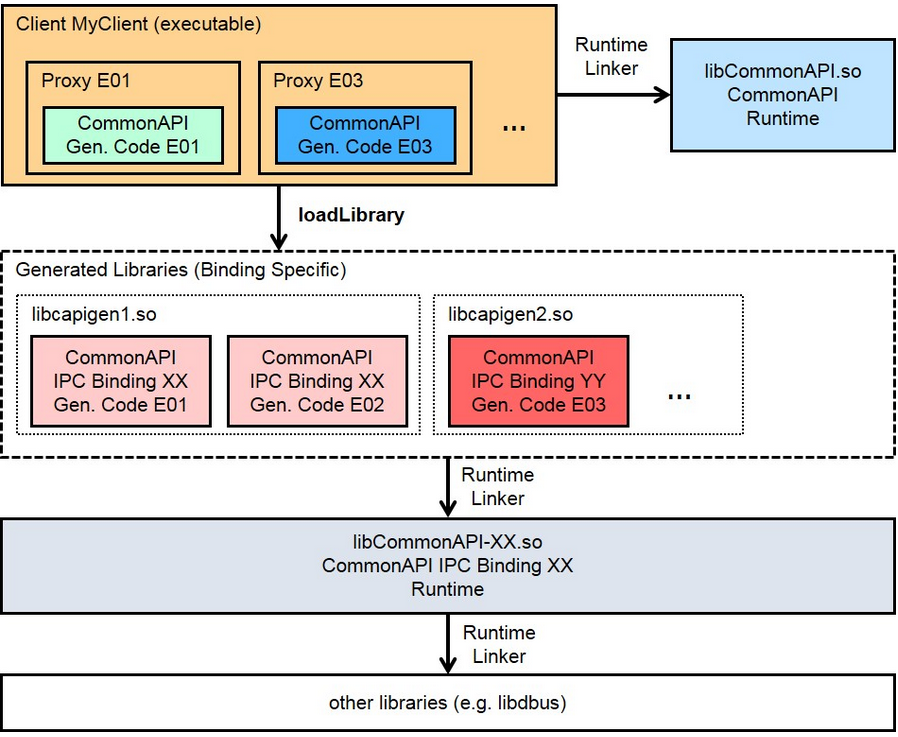 Client MyClient (executable)
Proxy E01
CommonAPI
Gen. Code E01
Proxy E03
CommonAPI
Gen. Code E03
...
Runtime
Linker
libCommonAPI.so
CommonAPI
Runtime
loadLibrary
Generated Libraries (Binding Specific)
libcapigen1.so
CommonAPI
IPC Binding XX
Gen. Code E01
CommonAPI
IPC Binding XX
Gen. Code E02
libcapigen2.so
CommonAPI
IPC Binding YY
Gen. Code E03
...
Runtime
Linker
libCommonAPI-XX.so
CommonAPI IPC Binding XX
Runtime
Runtime
Linker
other libraries (e.g. libdbus)